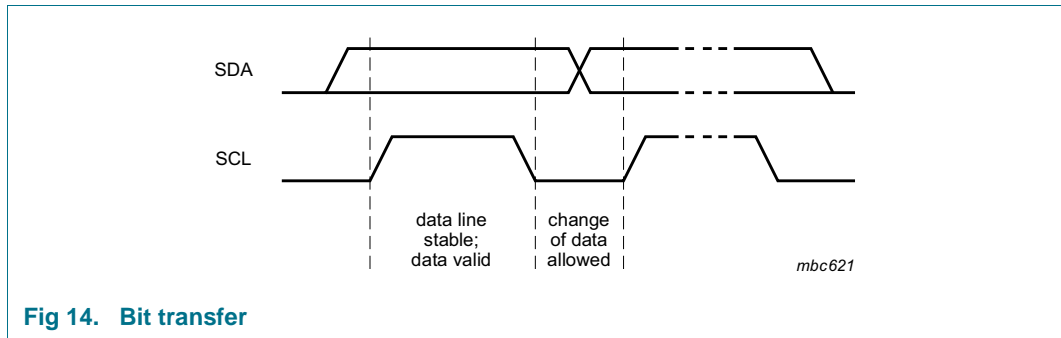 SDA
SCL
data line
stable;
data valid
change
of data
allowed
mbc621
Fig 14. Bit transfer